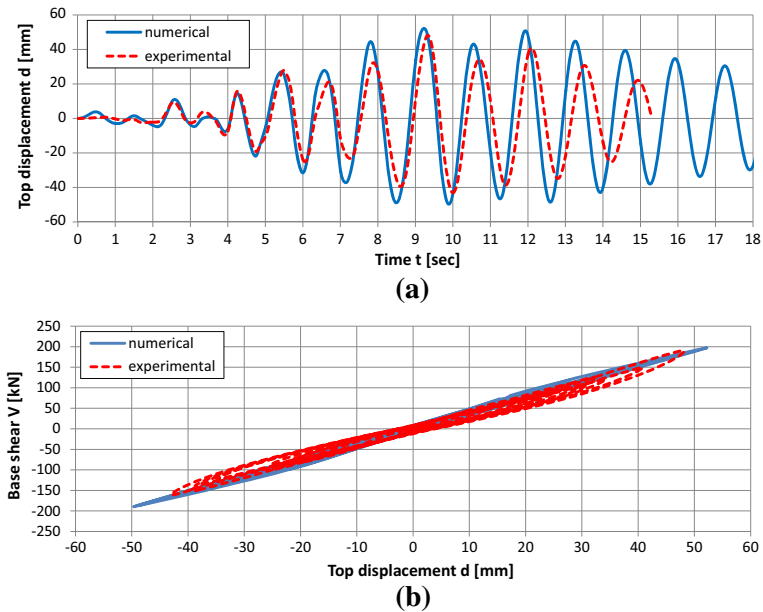 Top displacement d [mm]
60
40
20
0
-20
-40
-60
numerical
experimental
0 1 2 3 4 5 6 7 8 9 10 11 12 13 14 15 16 17 18
Time t [sec]
(a)
Base shear V [kN]
250
200
150
100
50
0
-50
-100
-150
-200
-250
numerical
experimental
-60 -50 -40 -30 -20 -10 0 10 20 30 40 50 60
Top displacement d [mm]
(b)